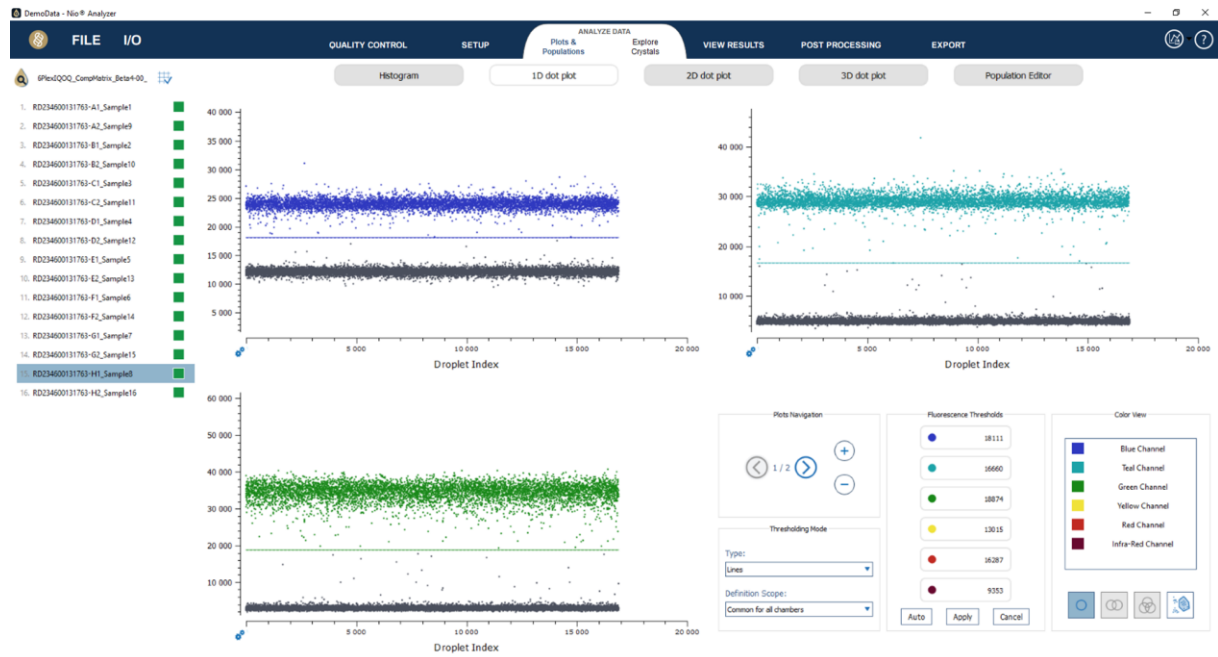 DemoData - Nio® Analyzer
FILE I/O
QUALITY CONTROL
SETUP
ANALYZE DATA
Plots & Populations
Explore Crystals
VIEW RESULTS
POST PROCESSING
EXPORT
6PlexIQOQ_CompMatrix_Beta4-00_
Histogram
1D dot plot
2D dot plot
3D dot plot
Population Editor
1. RD234600131763-A1_Sample1
2. RD234600131763-A2_Sample9
3. RD234600131763-B1_Sample2
4. RD234600131763-B2_Sample10
5. RD234600131763-C1_Sample3
6. RD234600131763-C2_Sample11
7. RD234600131763-D1_Sample4
8. RD234600131763-D2_Sample12
9. RD234600131763-E1_Sample5
10. RD234600131763-E2_Sample13
11. RD234600131763-F1_Sample6
12. RD234600131763-F2_Sample14
13. RD234600131763-G1_Sample7
14. RD234600131763-G2_Sample15
15. RD234600131763-H1_Sample8
16. RD234600131763-H2_Sample16
40 000
35 000
30 000
25 000
20 000
15 000
10 000
5 000
5 000 10 000 15 000 20 000
Droplet Index
40 000
30 000
20 000
10 000
5 000 10 000 15 000 20 000
Droplet Index
60 000
50 000
40 000
30 000
20 000
10 000
5 000 10 000 15 000 20 000
Droplet Index
Plots Navigation
1 / 2
Thresholding Mode
Type:
Lines
Definition Scope:
Common for all chambers
Fluorescence Thresholds
18111
16660
18874
13015
16287
9353
Auto Apply Cancel
Color View
Blue Channel
Teal Channel
Green Channel
Yellow Channel
Red Channel
Infra-Red Channel